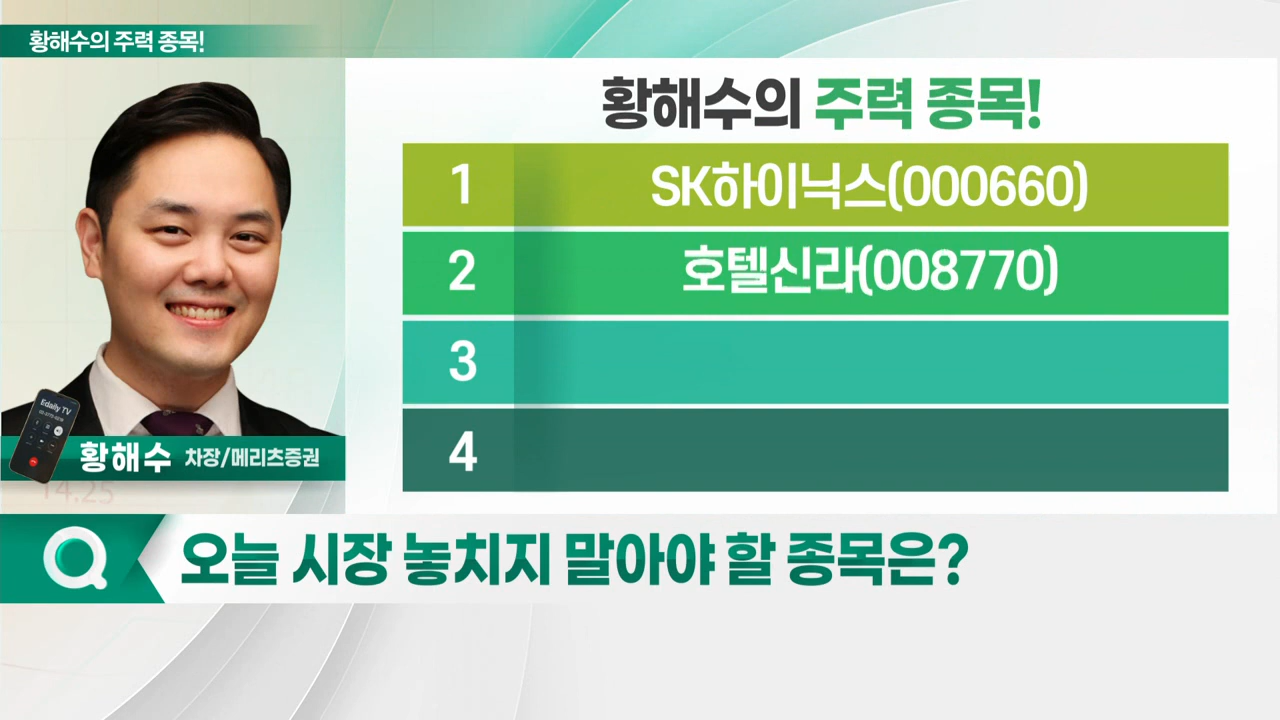 황해수의 주력 종목!
황해수의 주력 종목!
1 SK하이닉스(000660)
2 호텔신라(008770)
3
4
Edaily TV
황해수 차장/메리츠증권
14.25
오늘 시장 놓치지 말아야 할 종목은?